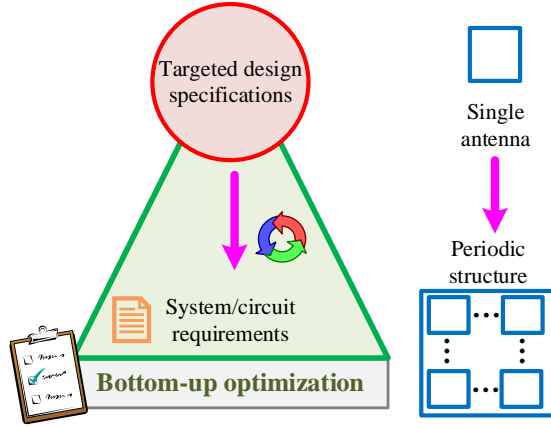 Targeted design
specifications
System/circuit
requirements
Bottom-up optimization
Single
antenna
Periodic
structure